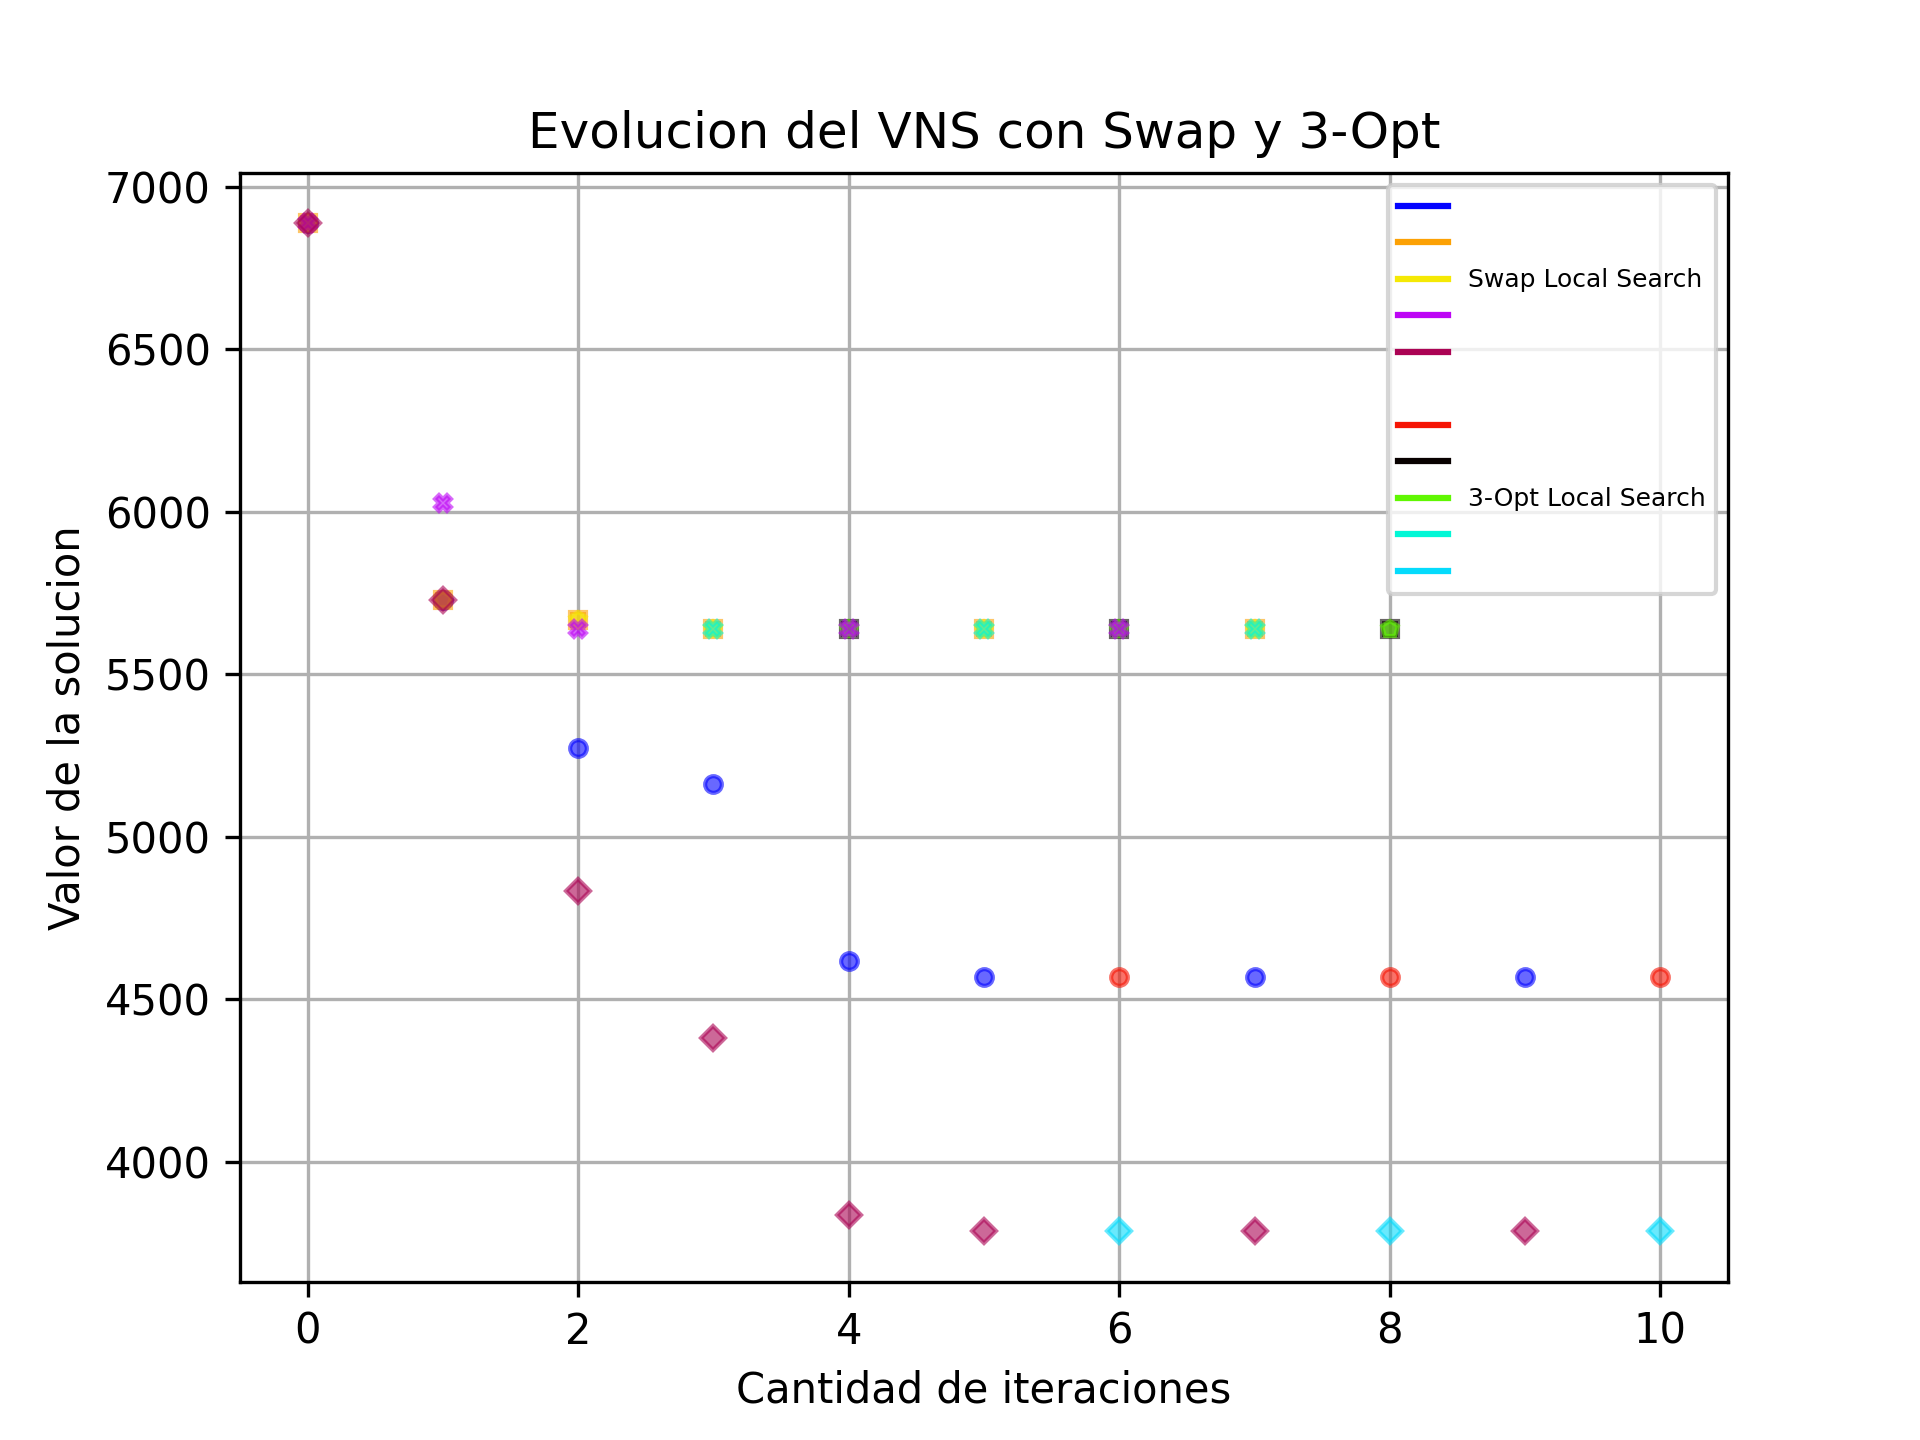 Evolucion del VNS con Swap y 3-Opt
Valor de la solucion
7000
6500
6000
5500
5000
4500
4000
Swap Local Search
3-Opt Local Search
0 2 4 6 8 10
Cantidad de iteraciones